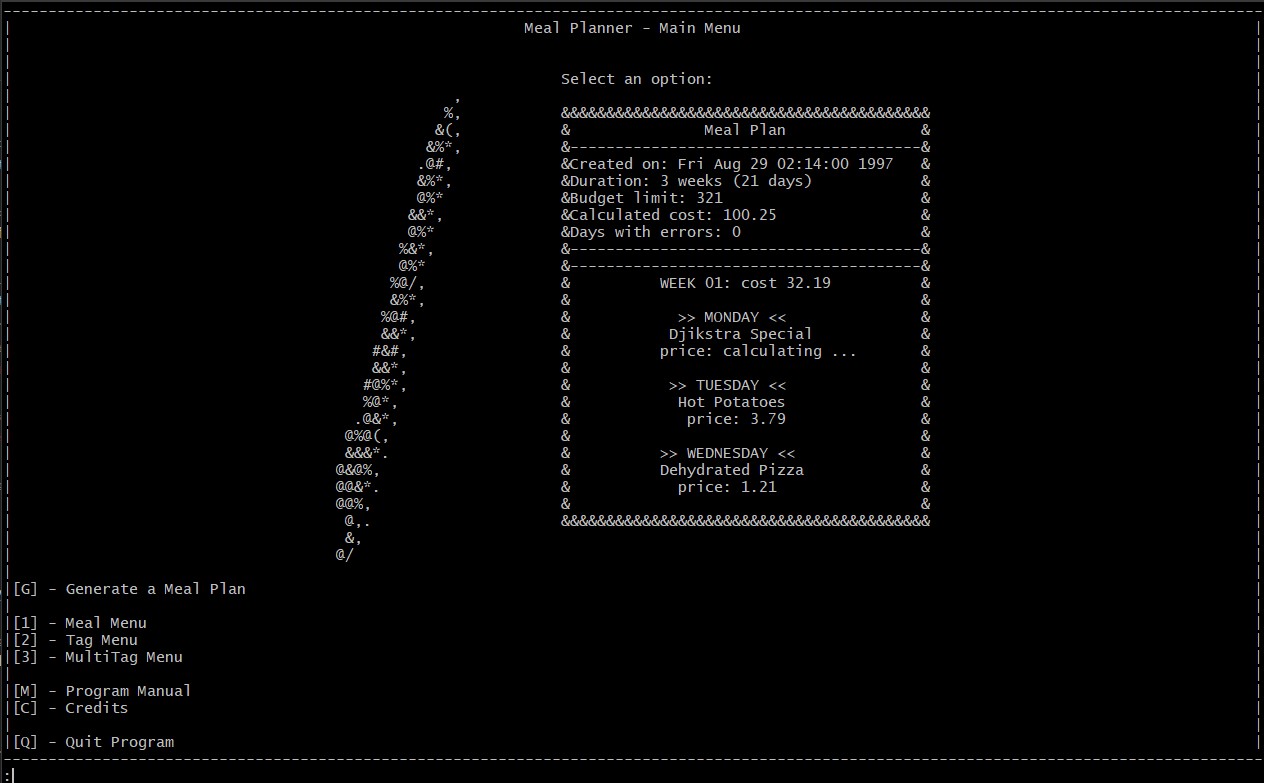 Meal Planner - Main Menu
Select an option:
,
%,
&(,
&%*,
.@#,
&%*,
@%*
&&*,
@%*
%&*,
@%*
%@/,
&%*,
%@#,
&&*,
#&#,
&&*,
#@%*,
%@*,
.@&*,
@%@(,
&&&*.
@&@%,
@@&*.
@@%,
@,.
&,
@/
&&&&&&&&&&&&&&&&&&&&&&&&&&&&&&&&&&&&&&&&&
& Meal Plan &
&---------------------------------------&
&Created on: Fri Aug 29 02:14:00 1997 &
&Duration: 3 weeks (21 days) &
&Budget limit: 321 &
&Calculated cost: 100.25 &
&Days with errors: 0 &
&---------------------------------------&
&---------------------------------------&
& WEEK 01: cost 32.19 &
& &
& >> MONDAY << &
& Djikstra Special &
& price: calculating ... &
& &
& >> TUESDAY << &
& Hot Potatoes &
& price: 3.79 &
& &
& >> WEDNESDAY << &
& Dehydrated Pizza &
& price: 1.21 &
& &
&&&&&&&&&&&&&&&&&&&&&&&&&&&&&&&&&&&&&&&&&
[G] - Generate a Meal Plan
[1] - Meal Menu
[2] - Tag Menu
[3] - MultiTag Menu
[M] - Program Manual
[C] - Credits
[Q] - Quit Program
: